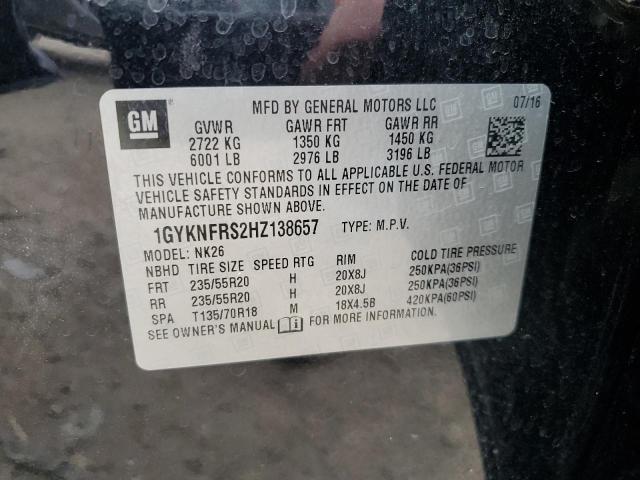 GM
MFD BY GENERAL MOTORS LLC 07/16
GVWR GAWR FRT GAWR RR
2722 KG 1350 KG 1450 KG
6001 LB 2976 LB 3196 LB
THIS VEHICLE CONFORMS TO ALL APPLICABLE U.S. FEDERAL MOTOR
VEHICLE SAFETY STANDARDS IN EFFECT ON THE DATE OF
MANUFACTURE SHOWN ABOVE.
1GYKNFRS2HZ138657 TYPE: M.P.V.
MODEL: NK26
NBHD TIRE SIZE SPEED RTG RIM COLD TIRE PRESSURE
FRT 235/55R20 H 20X8J 250KPA(36PSI)
RR 235/55R20 H 20X8J 250KPA(36PSI)
SPA T135/70R18 M 18X4.5B 420KPA(60PSI)
SEE OWNER'S MANUAL FOR MORE INFORMATION.